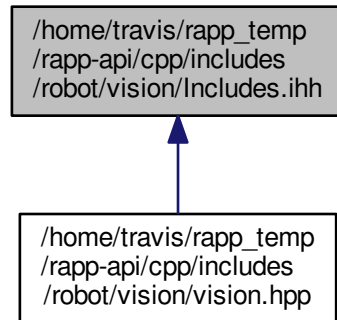 /home/travis/rapp_temp
/rapp-api/cpp/includes
/robot/vision/Includes.ihh
/home/travis/rapp_temp
/rapp-api/cpp/includes
/robot/vision/vision.hpp